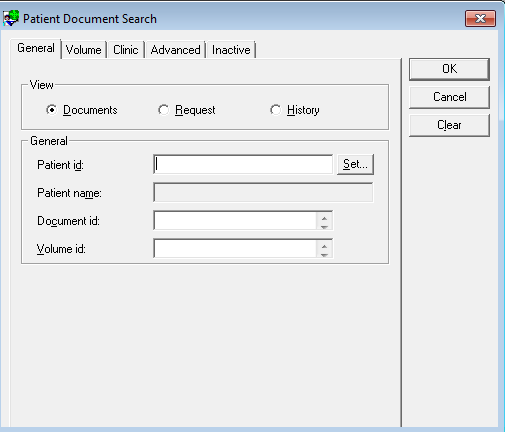 Patient Document Search
General Volume Clinic Advanced Inactive
OK
Cancel
Clear
View
Documents Request History
General
Patient id: Set...
Patient name:
Document id:
Volume id: